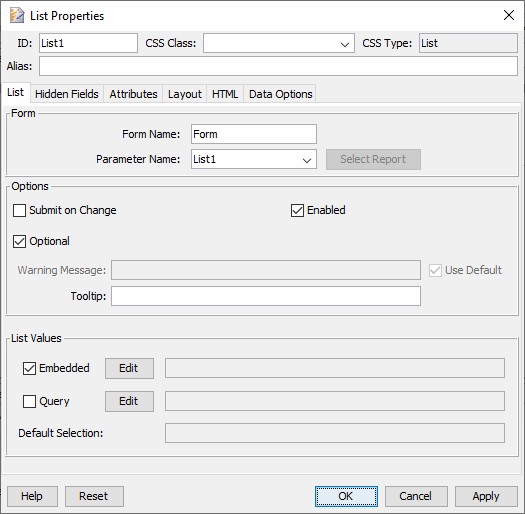 List Properties
ID: List1 CSS Class: CSS Type: List
Alias:
List Hidden Fields Attributes Layout HTML Data Options
Form
Form Name: Form
Parameter Name: List1 Select Report
Options
Submit on Change Enabled
Optional
Warning Message: Use Default
Tooltip:
List Values
Embedded Edit
Query Edit
Default Selection:
Help Reset OK Cancel Apply